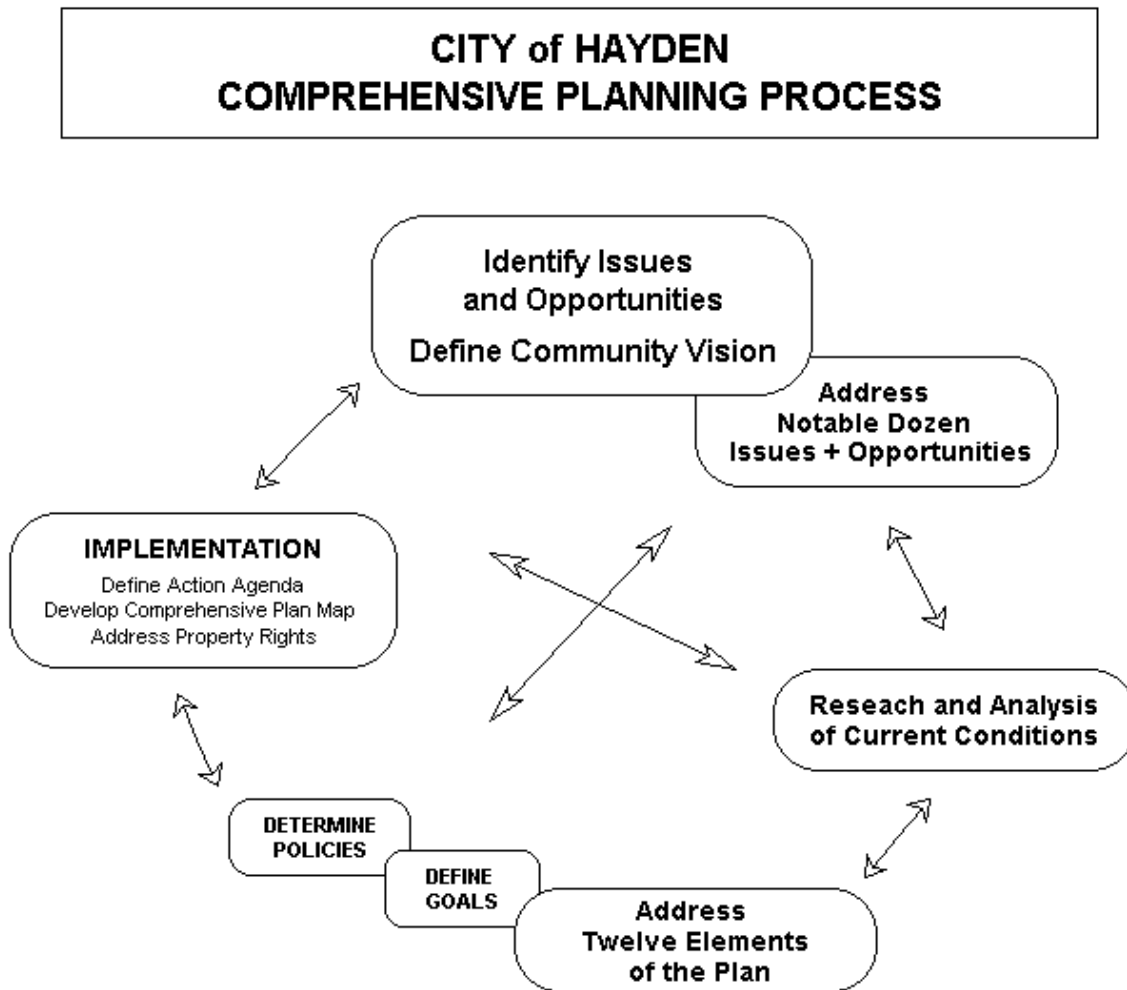 CITY of HAYDEN
COMPREHENSIVE PLANNING PROCESS
Identify Issues
and Opportunities
Define Community Vision
Address
Notable Dozen
Issues + Opportunities
IMPLEMENTATION
Define Action Agenda
Develop Comprehensive Plan Map
Address Property Rights
Reseach and Analysis
of Current Conditions
DETERMINE
POLICIES
DEFINE
GOALS
Address
Twelve Elements
of the Plan